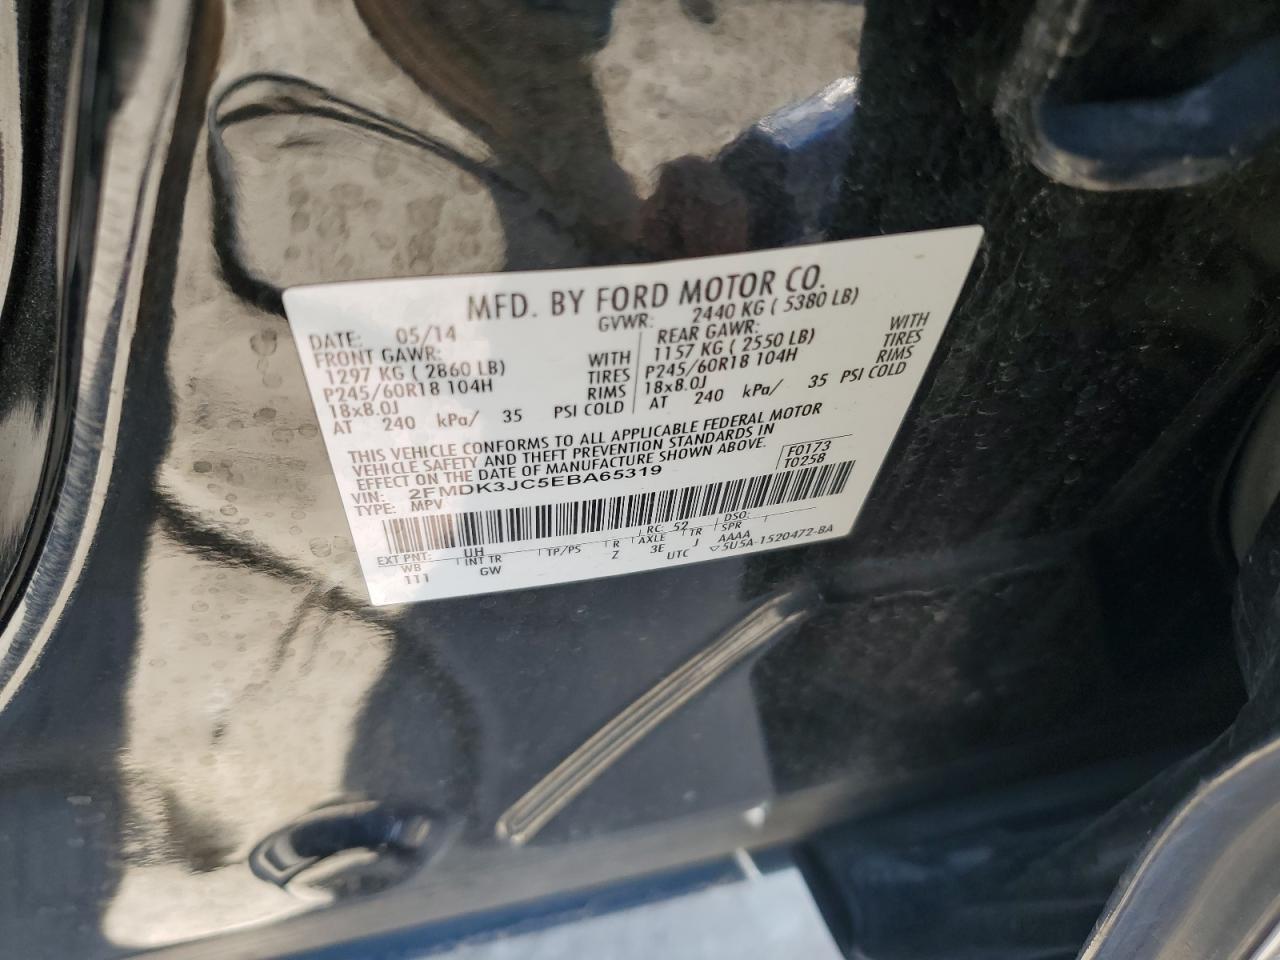 MFD. BY FORD MOTOR CO.
DATE: 05/14 GVWR: 2440 KG ( 5380 LB)
FRONT GAWR: REAR GAWR:
1297 KG ( 2860 LB) WITH 1157 KG ( 2550 LB) WITH
P245/60R18 104H TIRES P245/60R18 104H TIRES
18x8.0J RIMS 18x8.0J RIMS
AT 240 kPa/ 35 PSI COLD AT 240 kPa/ 35 PSI COLD
THIS VEHICLE CONFORMS TO ALL APPLICABLE FEDERAL MOTOR
VEHICLE SAFETY AND THEFT PREVENTION STANDARDS IN
EFFECT ON THE DATE OF MANUFACTURE SHOWN ABOVE.
VIN: 2FMDK3JC5EBA65319 F0173
TYPE: MPV T0258
EXT PNT: UH RC: 52 DSO:
WB INT TR TP/PS R AXLE TR SPR
111 GW Z 3E J AAAA
UTC ▽5U5A-1520472-BA